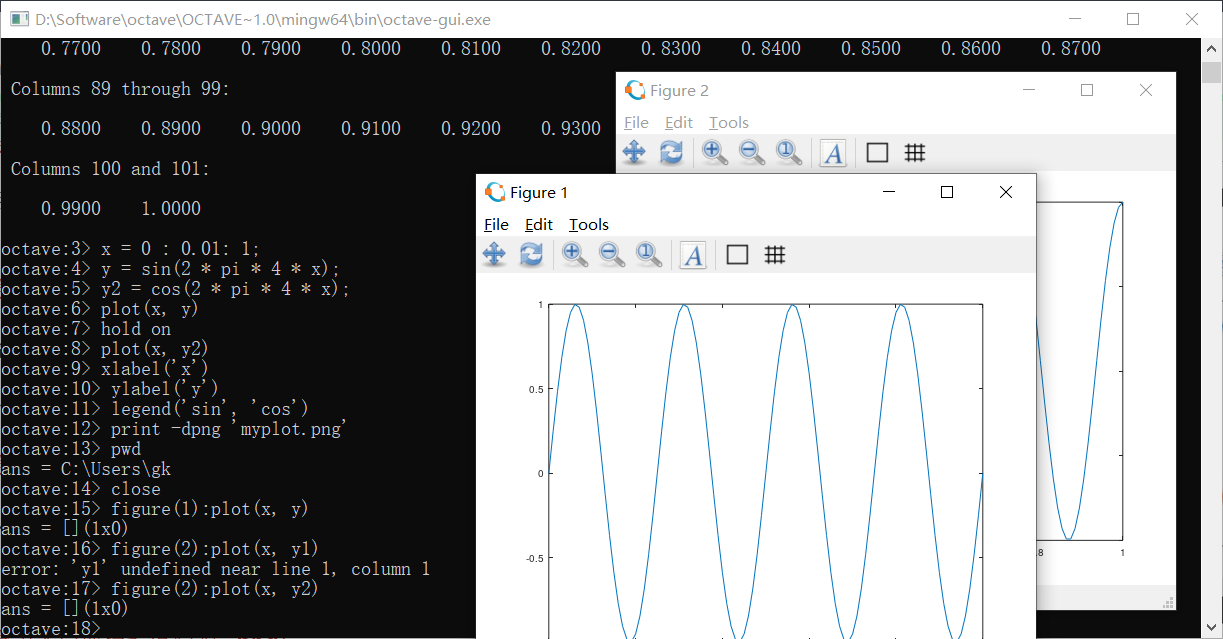 D:\Software\octave\OCTAVE~1.0\mingw64\bin\octave-gui.exe
0.7700 0.7800 0.7900 0.8000 0.8100 0.8200 0.8300 0.8400 0.8500 0.8600 0.8700
Columns 89 through 99:
0.8800 0.8900 0.9000 0.9100 0.9200 0.9300
Columns 100 and 101:
0.9900 1.0000
octave:3> x = 0 : 0.01: 1;
octave:4> y = sin(2 * pi * 4 * x);
octave:5> y2 = cos(2 * pi * 4 * x);
octave:6> plot(x, y)
octave:7> hold on
octave:8> plot(x, y2)
octave:9> xlabel('x')
octave:10> ylabel('y')
octave:11> legend('sin', 'cos')
octave:12> print -dpng 'myplot.png'
octave:13> pwd
ans = C:\Users\gk
octave:14> close
octave:15> figure(1):plot(x, y)
ans = [](1x0)
octave:16> figure(2):plot(x, y1)
error: 'y1' undefined near line 1, column 1
octave:17> figure(2):plot(x, y2)
ans = [](1x0)
octave:18>
Figure 2
File Edit Tools
1
A
.8 1
Figure 1
File Edit Tools
1
A
1
0.5
0
-0.5